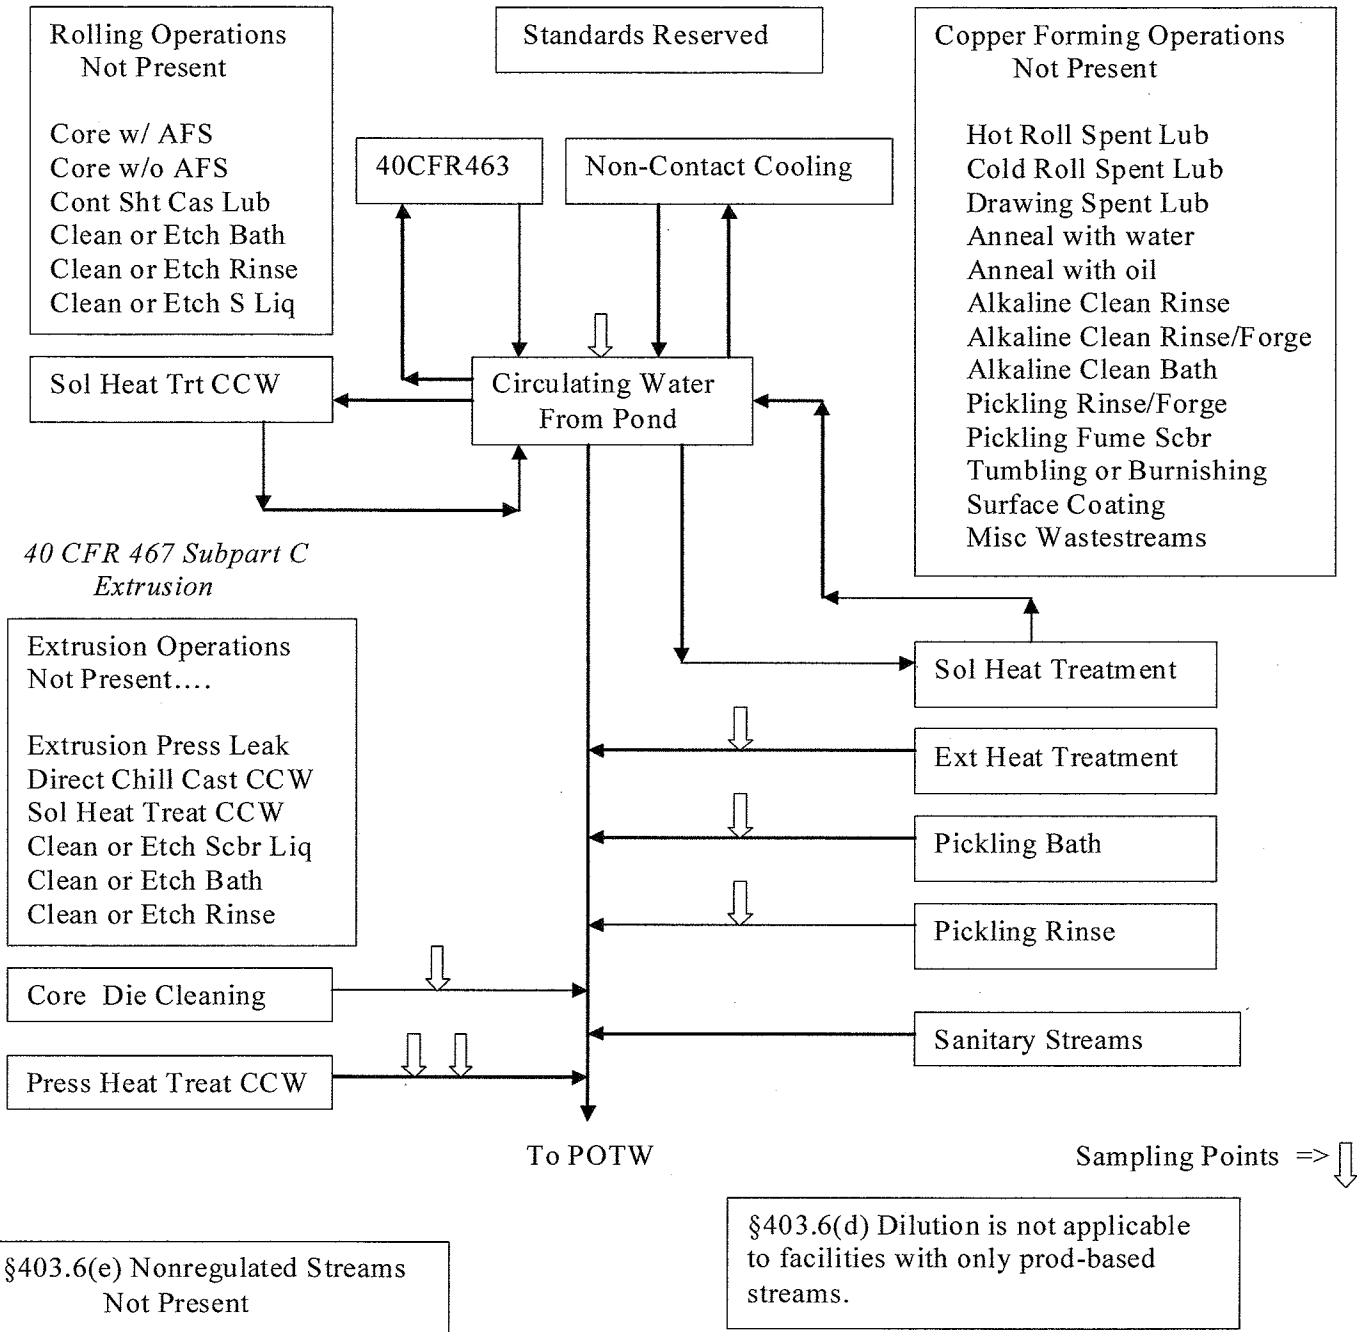 Rolling Operations
Not Present
Core w/ AFS
Core w/o AFS
Cont Sht Cas Lub
Clean or Etch Bath
Clean or Etch Rinse
Clean or Etch S Liq
Standards Reserved
40CFR463
Non-Contact Cooling
Copper Forming Operations
Not Present
Hot Roll Spent Lub
Cold Roll Spent Lub
Drawing Spent Lub
Anneal with water
Anneal with oil
Alkaline Clean Rinse
Alkaline Clean Rinse/Forge
Alkaline Clean Bath
Pickling Rinse/Forge
Pickling Fume Scbr
Tumbling or Burnishing
Surface Coating
Misc Wastestreams
Sol Heat Trt CCW
Circulating Water
From Pond
40 CFR 467 Subpart C
Extrusion
Extrusion Operations
Not Present....
Extrusion Press Leak
Direct Chill Cast CCW
Sol Heat Treat CCW
Clean or Etch Scbr Liq
Clean or Etch Bath
Clean or Etch Rinse
Sol Heat Treatment
Ext Heat Treatment
Pickling Bath
Pickling Rinse
Core Die Cleaning
Sanitary Streams
Press Heat Treat CCW
To POTW
Sampling Points =>
§403.6(e) Nonregulated Streams
Not Present
§403.6(d) Dilution is not applicable
to facilities with only prod-based
streams.